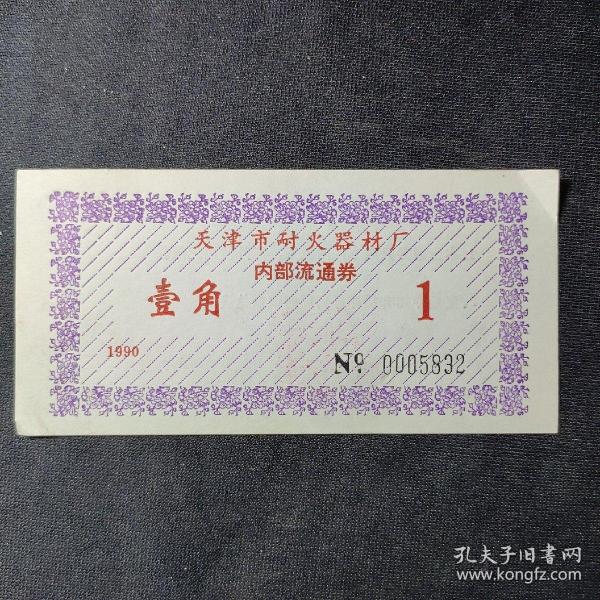 天津市耐火器材厂
内部流通券
壹角 1
1990
Nº 0005832
孔夫子旧書网
www.kongfz.com